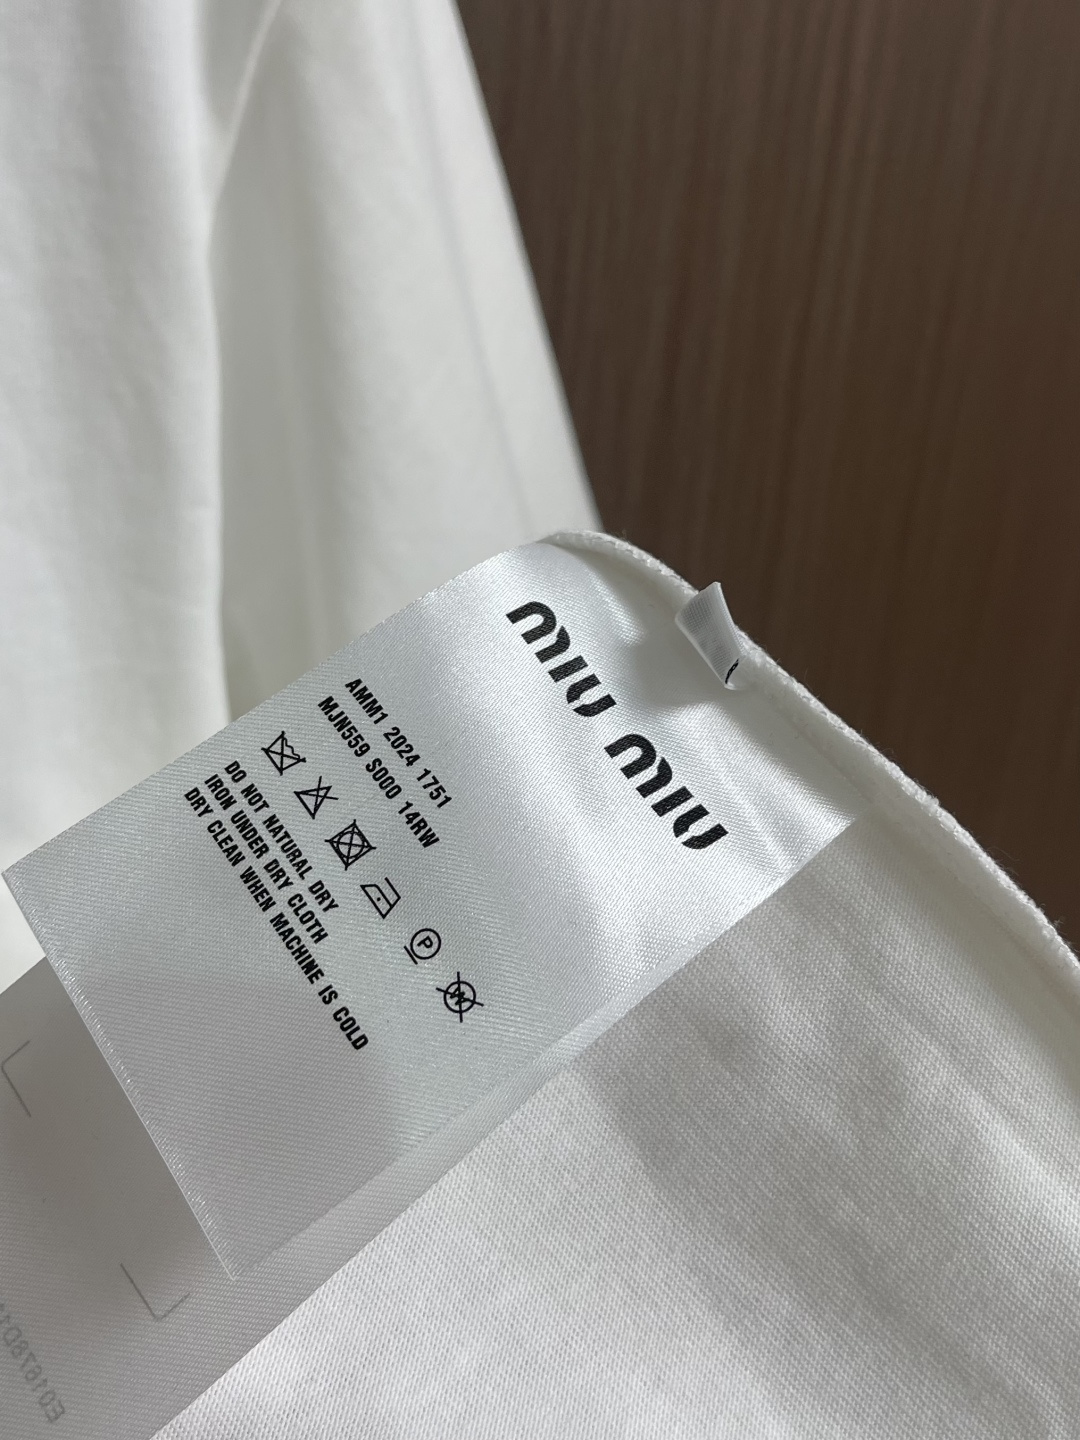 miu miu
AMM1 2024 1751
MJN559 S000 14RW
P
W
DO NOT NATURAL DRY
IRON UNDER DRY CLOTH
DRY CLEAN WHEN MACHINE IS COLD